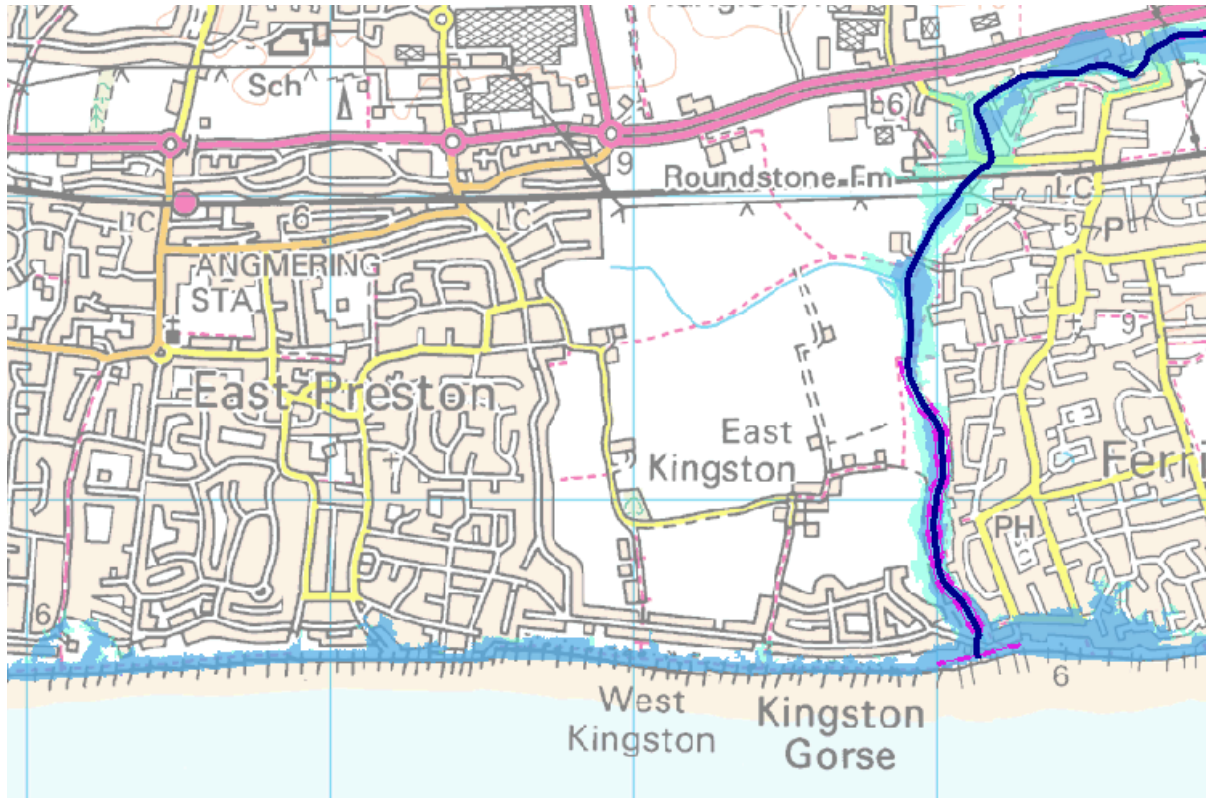 Sch
6
9
Roundstone Fm
LC
6
LC
LC
5
P
ANGMERING
STA
9
East Preston
East
Kingston
Ferri
PH
6
6
West
Kingston
Kingston
Gorse